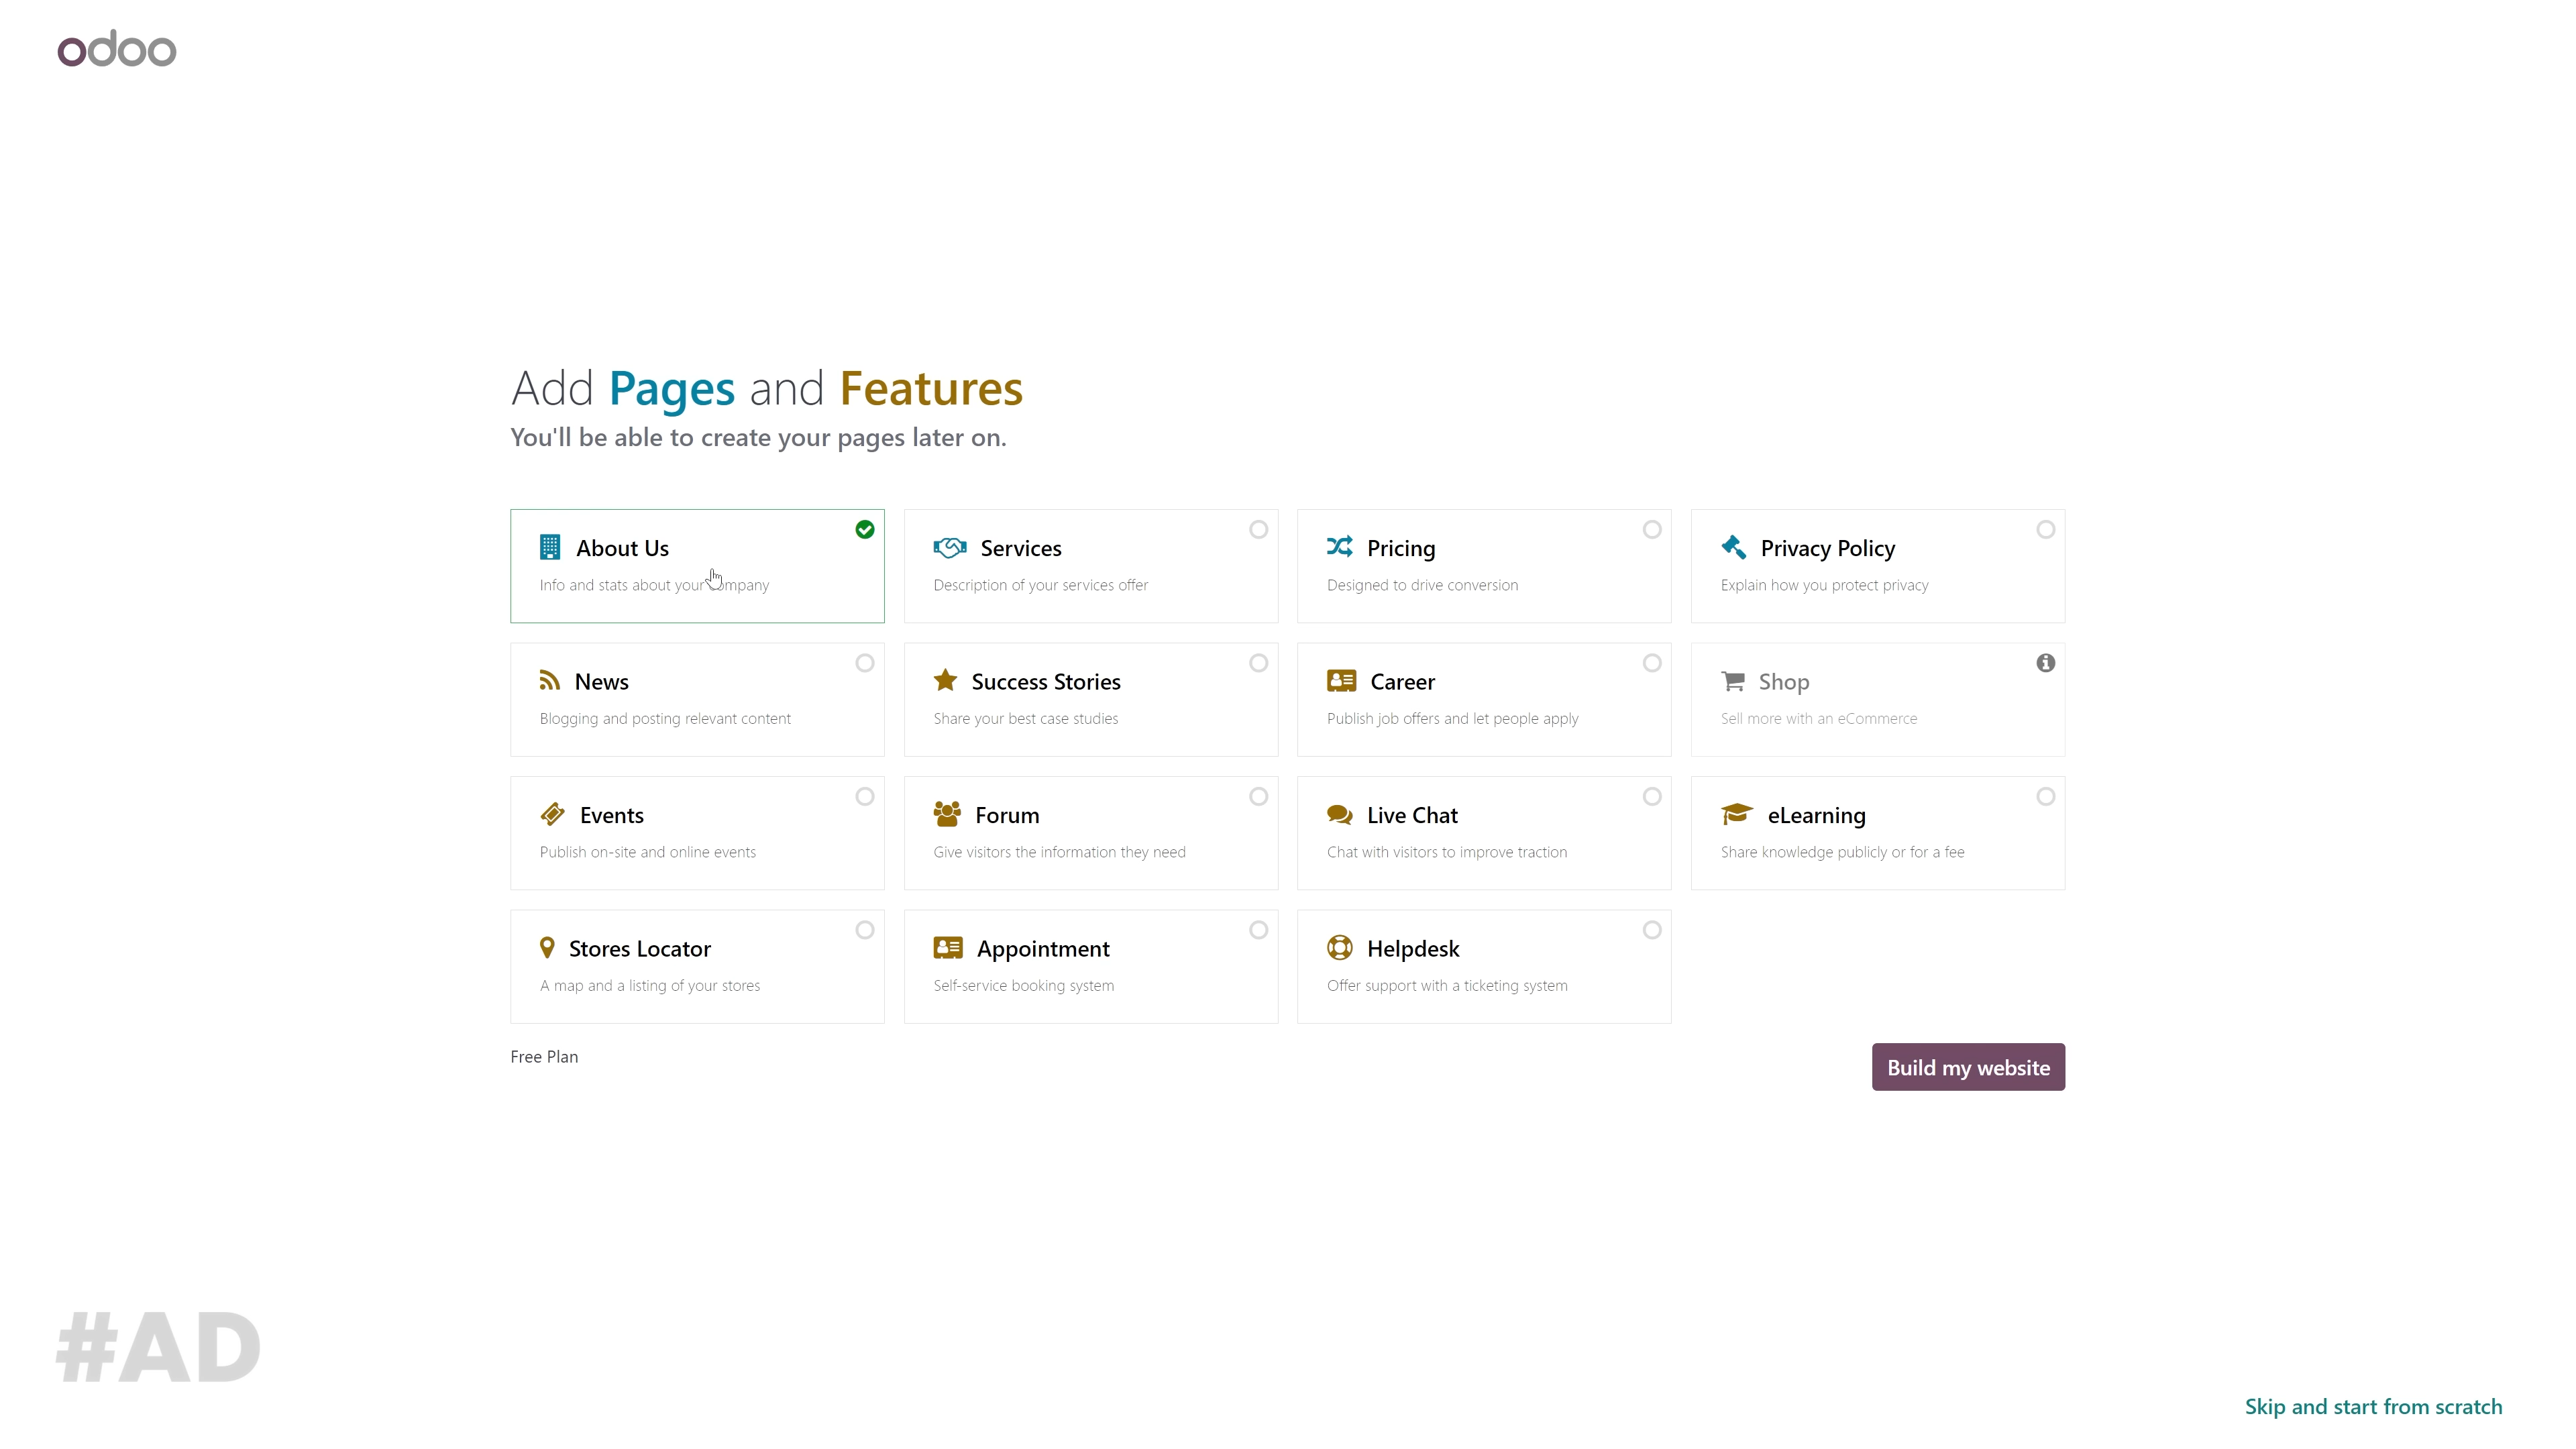 odoo
Add Pages and Features
You'll be able to create your pages later on.
About Us
Info and stats about your company
Services
Description of your services offer
Pricing
Designed to drive conversion
Privacy Policy
Explain how you protect privacy
News
Blogging and posting relevant content
Success Stories
Share your best case studies
Career
Publish job offers and let people apply
Shop
Sell more with an eCommerce
Events
Publish on-site and online events
Forum
Give visitors the information they need
Live Chat
Chat with visitors to improve traction
eLearning
Share knowledge publicly or for a fee
Stores Locator
A map and a listing of your stores
Appointment
Self-service booking system
Helpdesk
Offer support with a ticketing system
Free Plan
Build my website
#AD
Skip and start from scratch